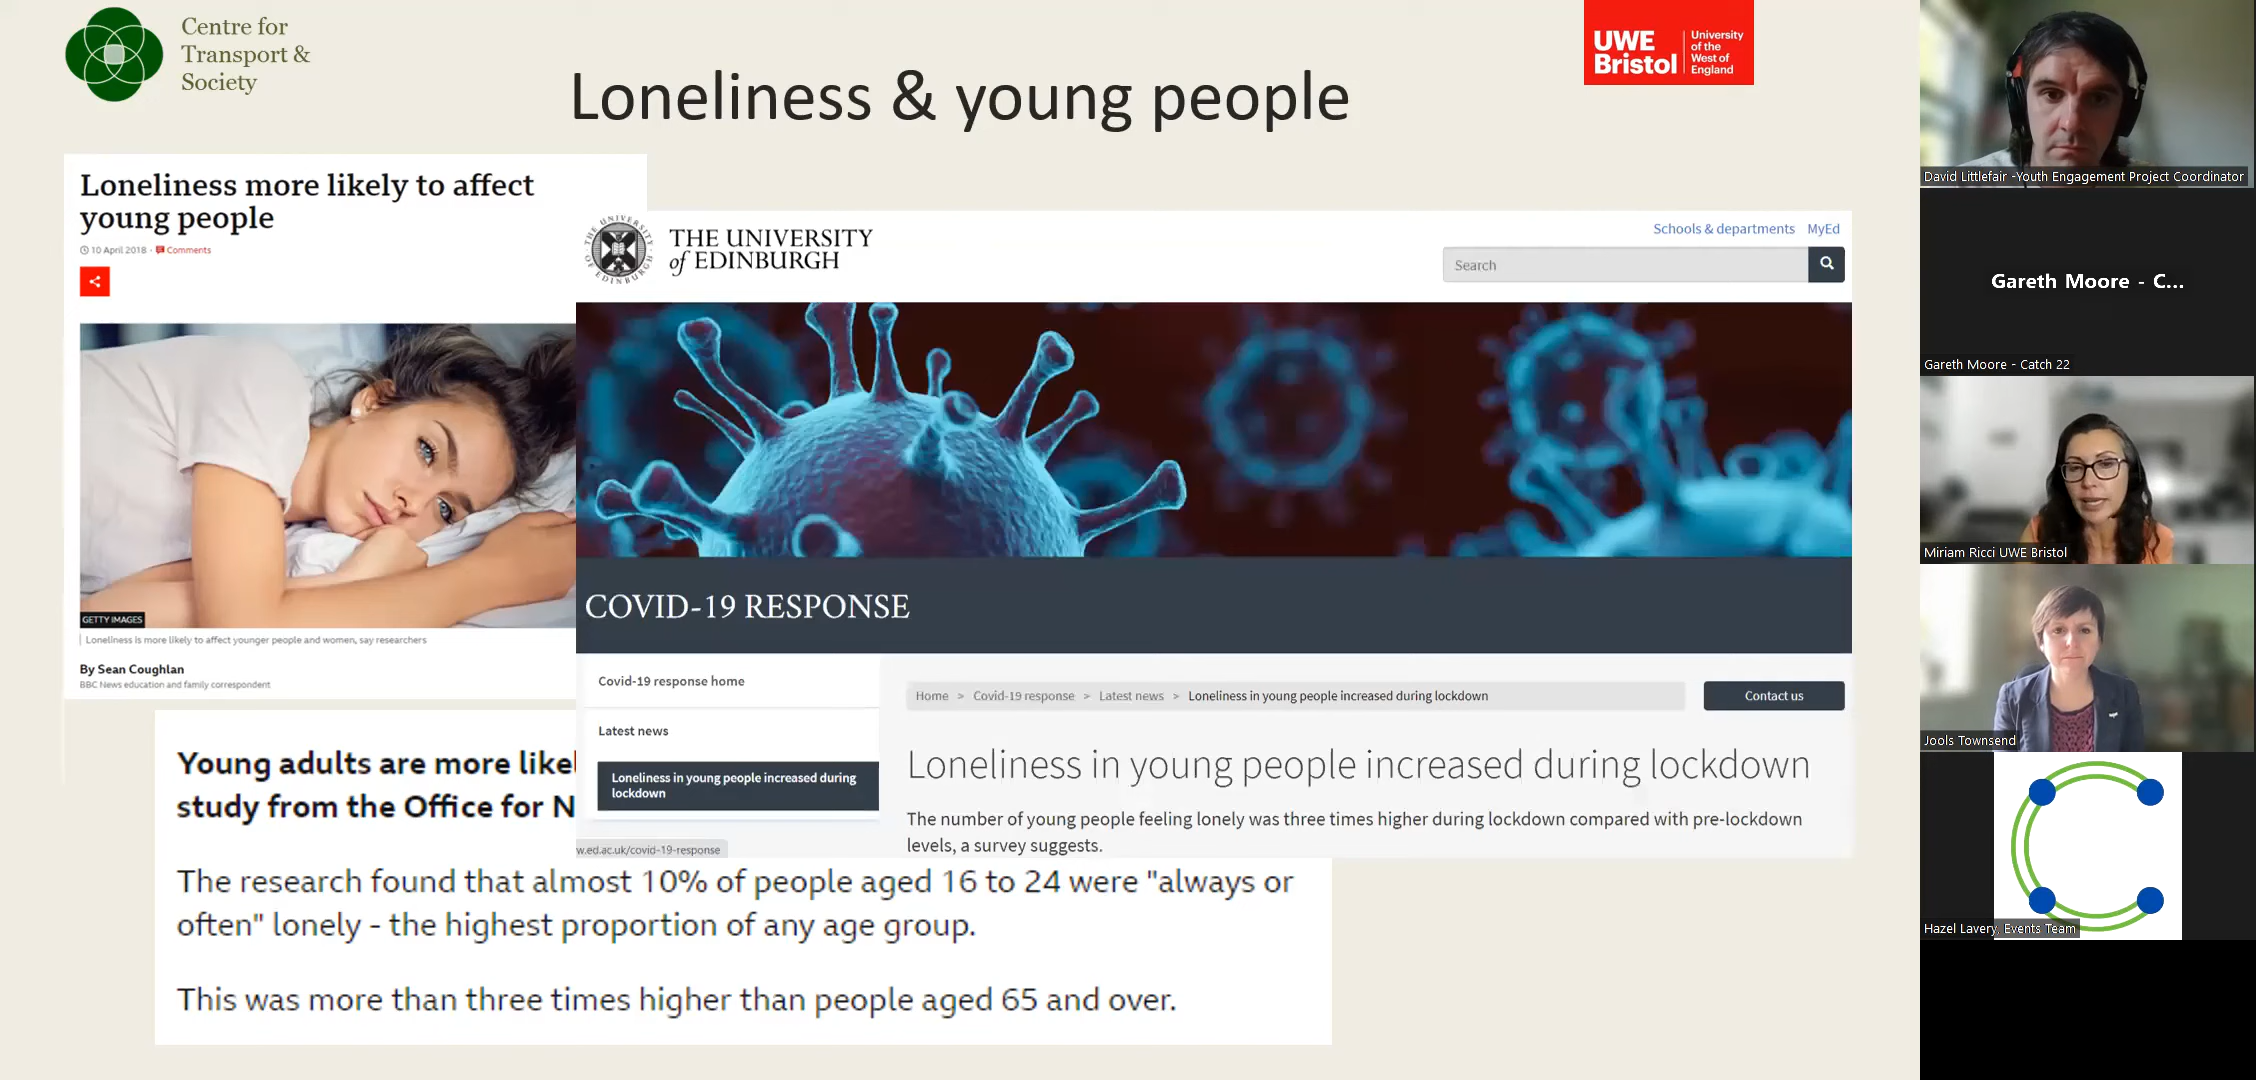 Centre for
Transport &
Society
UWE
Bristol
University
of the
West of
England
Loneliness & young people
Loneliness more likely to affect
young people
10 April 2018 · Comments
GETTY IMAGES
Loneliness is more likely to affect younger people and women, say researchers
By Sean Coughlan
BBC News education and family correspondent
THE UNIVERSITY
of EDINBURGH
Schools & departments MyEd
Search
COVID-19 RESPONSE
Covid-19 response home
Latest news
Loneliness in young people increased during
lockdown
w.ed.ac.uk/covid-19-response
Home > Covid-19 response > Latest news > Loneliness in young people increased during lockdown
Contact us
Loneliness in young people increased during lockdown
The number of young people feeling lonely was three times higher during lockdown compared with pre-lockdown
levels, a survey suggests.
Young adults are more
study from the Office for N
The research found that almost 10% of people aged 16 to 24 were "always or
often" lonely - the highest proportion of any age group.
This was more than three times higher than people aged 65 and over.
David Littlefair -Youth Engagement Project Coordinator
Gareth Moore - C...
Gareth Moore - Catch 22
Miriam Ricci UWE Bristol
Jools Townsend
Hazel Lavery, Events Team